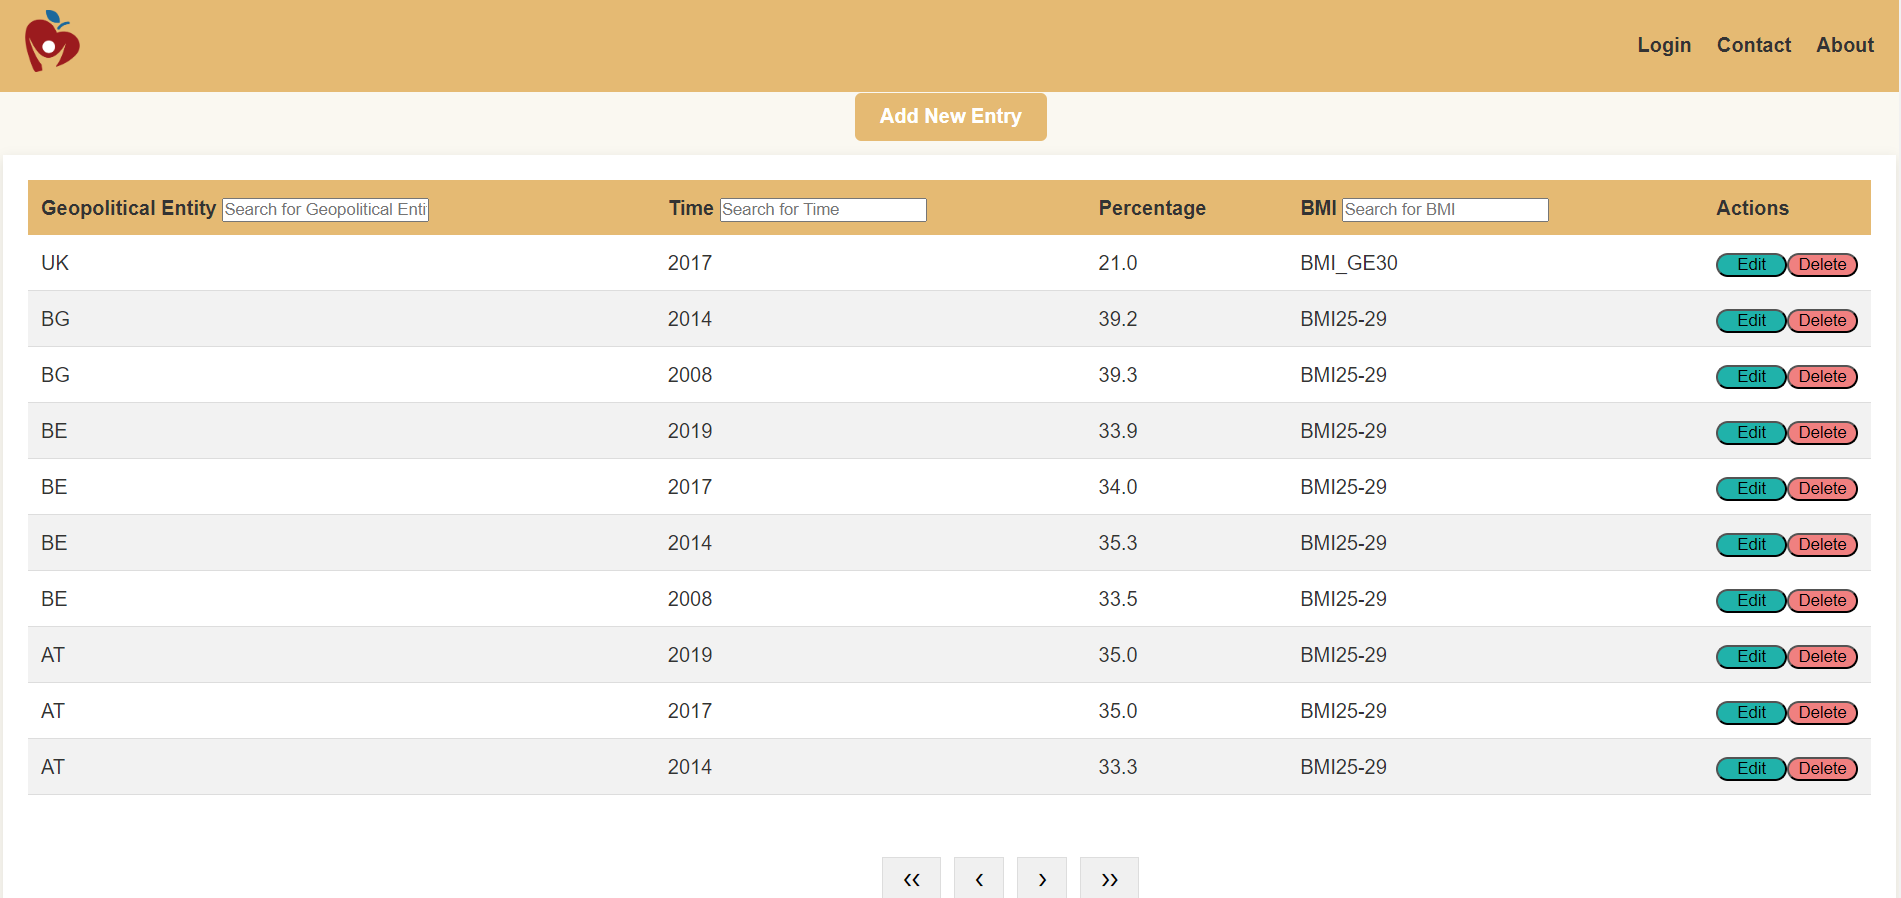 Login Contact About
Add New Entry
Geopolitical Entity Search for Geopolitical Enti Time Search for Time Percentage BMI Search for BMI Actions
UK 2017 21.0 BMI_GE30 Edit Delete
BG 2014 39.2 BMI25-29 Edit Delete
BG 2008 39.3 BMI25-29 Edit Delete
BE 2019 33.9 BMI25-29 Edit Delete
BE 2017 34.0 BMI25-29 Edit Delete
BE 2014 35.3 BMI25-29 Edit Delete
BE 2008 33.5 BMI25-29 Edit Delete
AT 2019 35.0 BMI25-29 Edit Delete
AT 2017 35.0 BMI25-29 Edit Delete
AT 2014 33.3 BMI25-29 Edit Delete
‹‹ ‹ › ››